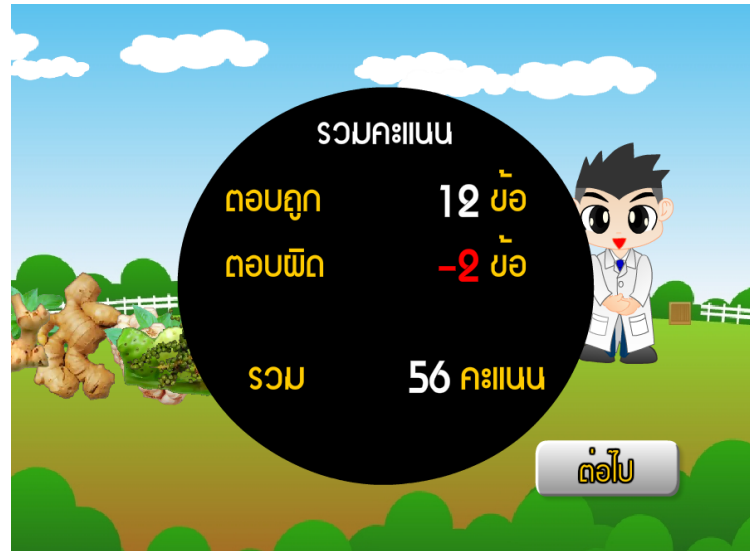 รวมคะแนน
ตอบถูก 12 ข้อ
ตอบผิด -2 ข้อ
รวม 56 คะแนน
ต่อไป